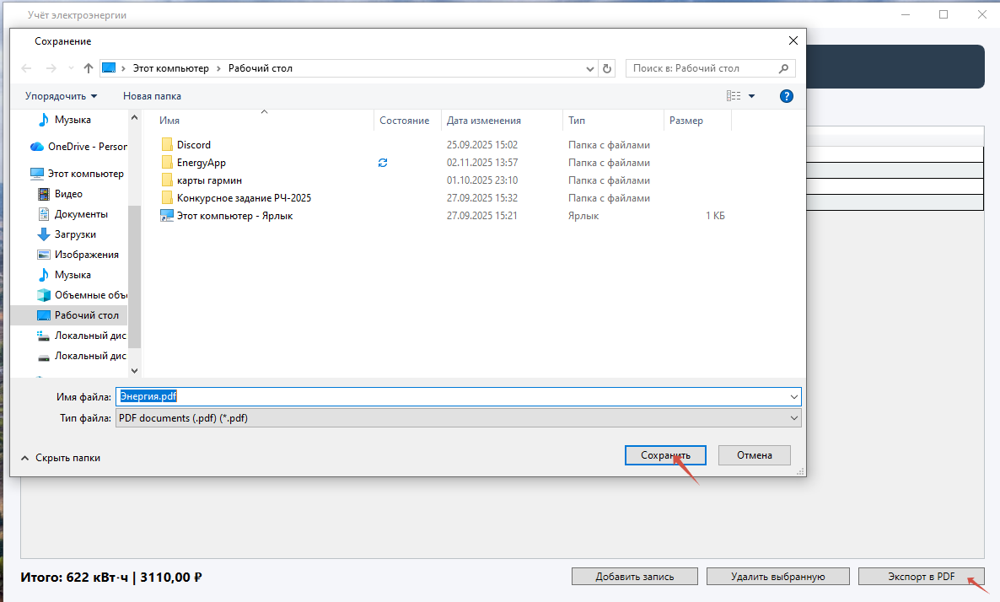 Учёт электроэнергии
Сохранение
Этот компьютер › Рабочий стол
Поиск в: Рабочий стол
Упорядочить
Новая папка
Музыка
OneDrive - Person
Этот компьютер
Видео
Документы
Загрузки
Изображения
Музыка
Объемные объ
Рабочий стол
Локальный дис
Локальный дис
Имя Состояние Дата изменения Тип Размер
Discord 25.09.2025 15:02 Папка с файлами
EnergyApp 02.11.2025 13:57 Папка с файлами
карты гармин 01.10.2025 23:10 Папка с файлами
Конкурсное задание РЧ-2025 27.09.2025 15:32 Папка с файлами
Этот компьютер - Ярлык 27.09.2025 15:21 Ярлык 1 КБ
Имя файла: Энергия.pdf
Тип файла: PDF documents (.pdf) (*.pdf)
Скрыть папки
Сохранить
Отмена
Итого: 622 кВт·ч | 3110,00 ₽
Добавить запись
Удалить выбранную
Экспорт в PDF